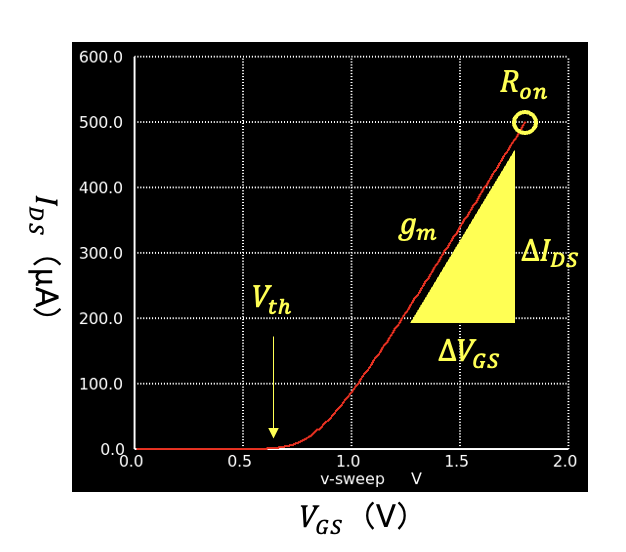 600.0
500.0
400.0
300.0
200.0
100.0
0.0
0.0 0.5 1.0 1.5 2.0
v-sweep V
I_DS (μA)
V_GS (V)
R_on
g_m
ΔI_DS
V_th
ΔV_GS